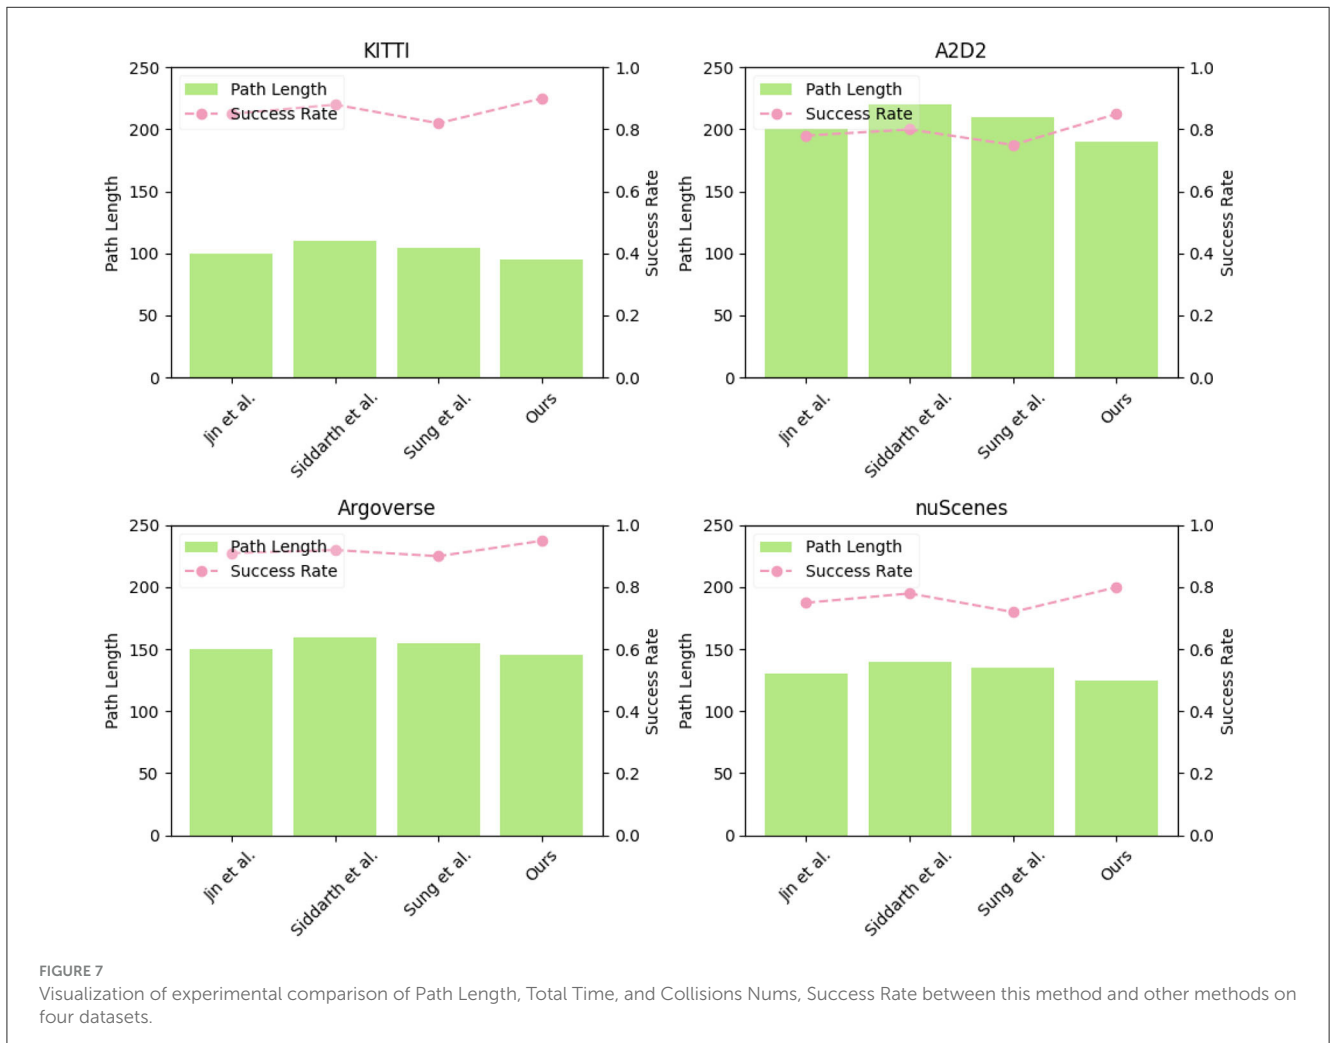 KITTI
250
200
150
100
50
0
Path Length
Path Length
Success Rate
1.0
0.8
0.6
0.4
0.2
0.0
Success Rate
Jin et al.
Siddarth et al.
Sung et al.
Ours
A2D2
250
200
150
100
50
0
Path Length
Path Length
Success Rate
1.0
0.8
0.6
0.4
0.2
0.0
Success Rate
Jin et al.
Siddarth et al.
Sung et al.
Ours
Argoverse
250
200
150
100
50
0
Path Length
Path Length
Success Rate
1.0
0.8
0.6
0.4
0.2
0.0
Success Rate
Jin et al.
Siddarth et al.
Sung et al.
Ours
nuScenes
250
200
150
100
50
0
Path Length
Path Length
Success Rate
1.0
0.8
0.6
0.4
0.2
0.0
Success Rate
Jin et al.
Siddarth et al.
Sung et al.
Ours
FIGURE 7
Visualization of experimental comparison of Path Length, Total Time, and Collisions Nums, Success Rate between this method and other methods on
four datasets.